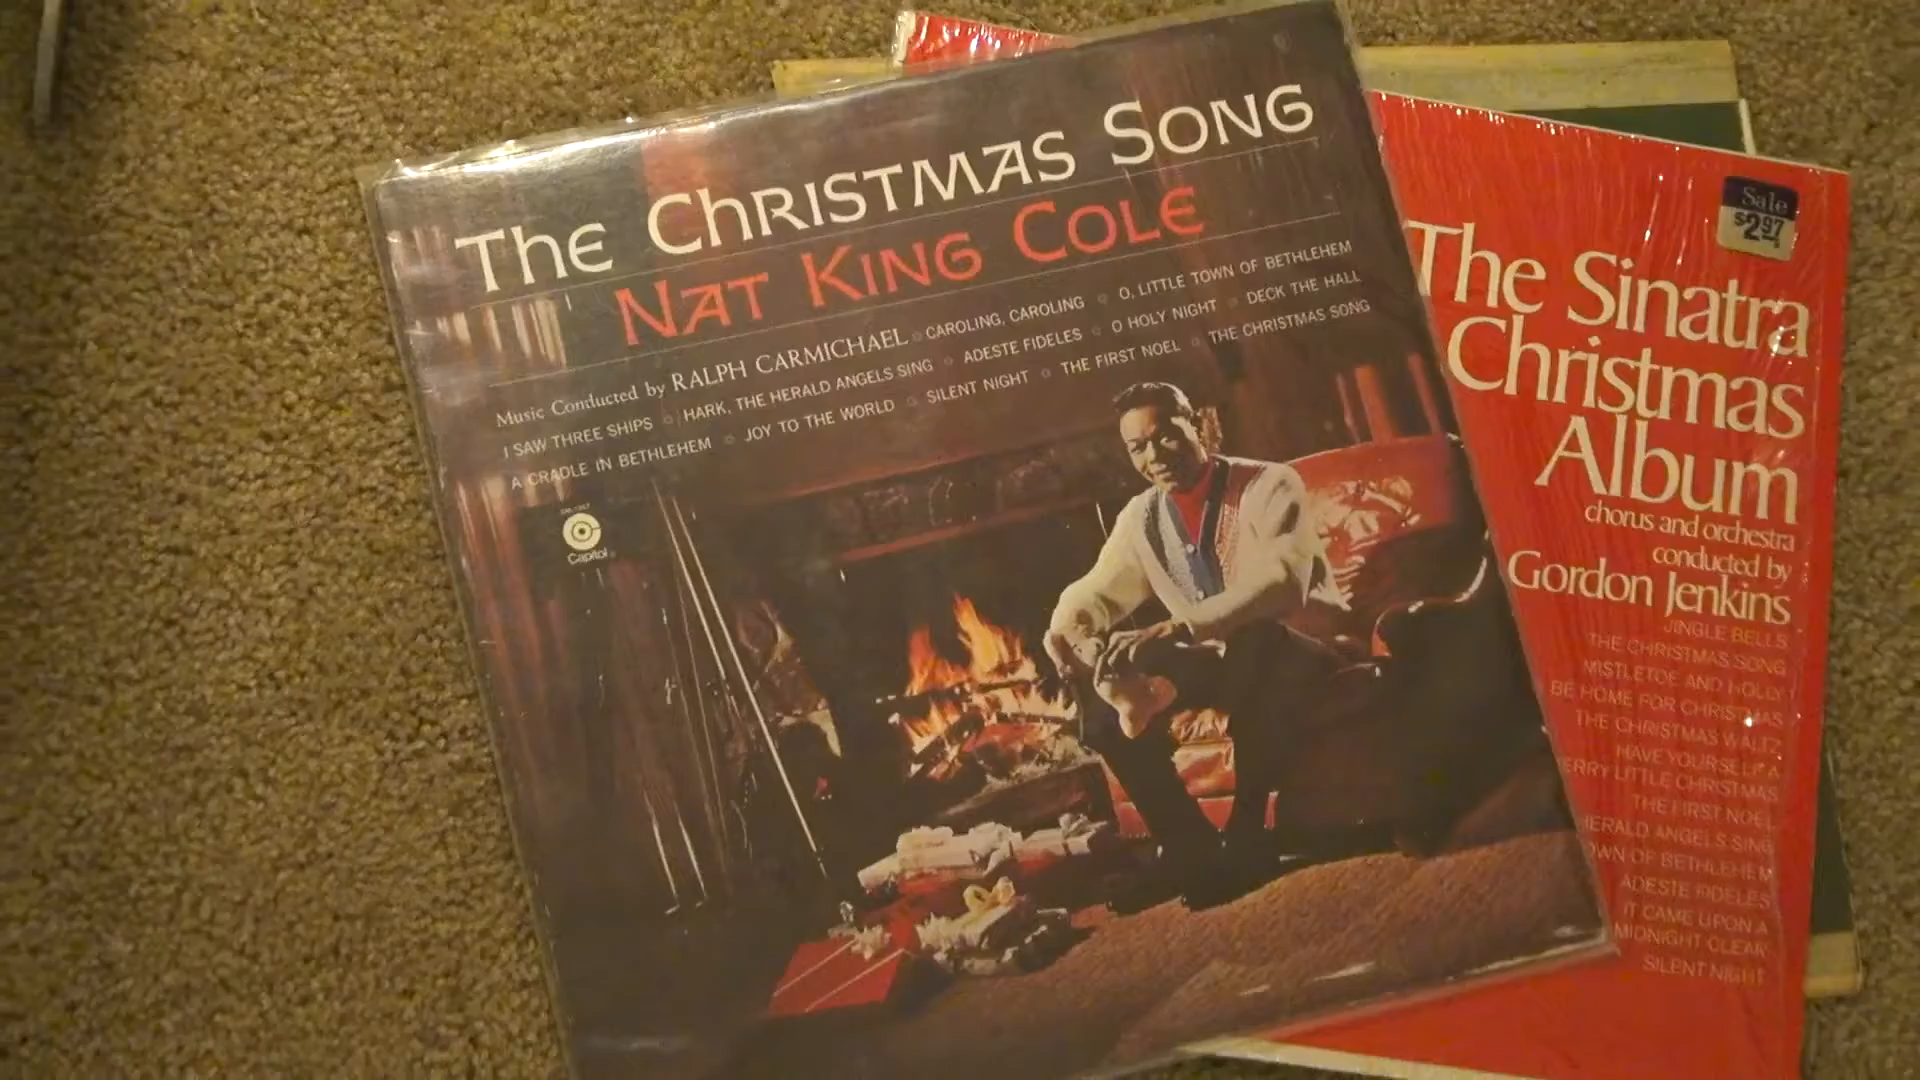 The Christmas Song
Nat King Cole
Music Conducted by RALPH CARMICHAEL CAROLING, CAROLING O, LITTLE TOWN OF BETHLEHEM
I SAW THREE SHIPS HARK, THE HERALD ANGELS SING ADESTE FIDELES O HOLY NIGHT DECK THE HALL
A CRADLE IN BETHLEHEM JOY TO THE WORLD SILENT NIGHT THE FIRST NOEL THE CHRISTMAS SONG
Capitol
Sale
$2.97
The Sinatra
Christmas
Album
chorus and orchestra
conducted by
Gordon Jenkins
JINGLE BELLS
THE CHRISTMAS SONG
MISTLETOE AND HOLLY
BE HOME FOR CHRISTMAS
THE CHRISTMAS WALTZ
HAVE YOURSELF A
ERRY LITTLE CHRISTMAS
THE FIRST NOEL
HERALD ANGELS SING
OWN OF BETHLEHEM
ADESTE FIDELES
IT CAME UPON A
MIDNIGHT CLEAR
SILENT NIGHT